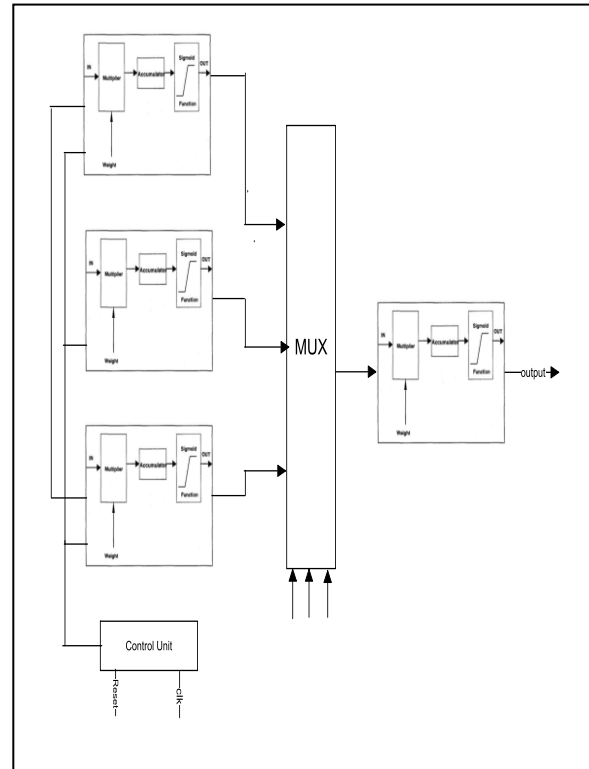 Sigmoid
IN
OUT
Multiplier
Accumulator
Function
Weight
Sigmoid
IN
OUT
Multiplier
Accumulator
Function
Weight
MUX
Sigmoid
IN
OUT
Multiplier
Accumulator
Function
Weight
output
Sigmoid
IN
OUT
Multiplier
Accumulator
Function
Weight
Control Unit
Reset
clk